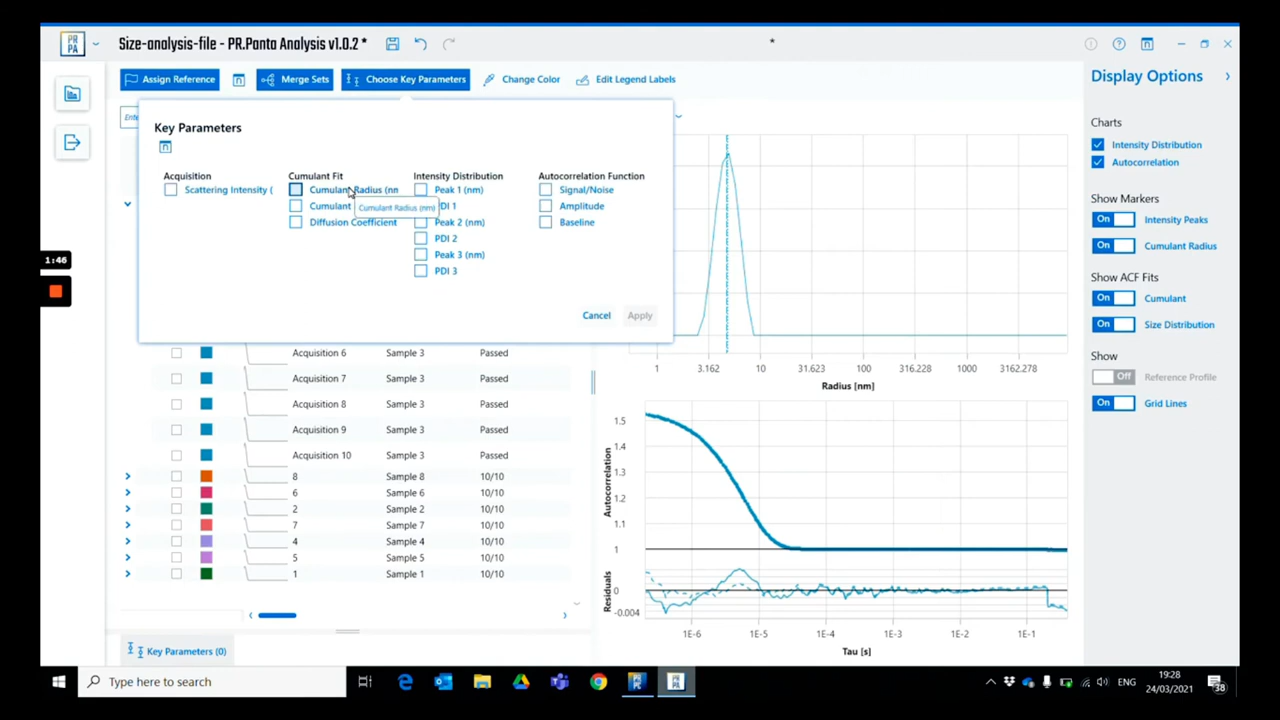 PR
PA
Size-analysis-file - PR.Panta Analysis v1.0.2 *
*
Assign Reference
Merge Sets
Choose Key Parameters
Change Color
Edit Legend Labels
Display Options
Key Parameters
Acquisition
Scattering Intensity (
Cumulant Fit
Cumulant Radius (nm
Cumulant
Cumulant Radius (nm)
Diffusion Coefficient
Intensity Distribution
Peak 1 (nm)
PDI 1
Peak 2 (nm)
PDI 2
Peak 3 (nm)
PDI 3
Autocorrelation Function
Signal/Noise
Amplitude
Baseline
Cancel
Apply
Charts
Intensity Distribution
Autocorrelation
Show Markers
On Intensity Peaks
On Cumulant Radius
Show ACF Fits
On Cumulant
On Size Distribution
Show
Off Reference Profile
On Grid Lines
1:46
Acquisition 6 Sample 3 Passed
Acquisition 7 Sample 3 Passed
Acquisition 8 Sample 3 Passed
Acquisition 9 Sample 3 Passed
Acquisition 10 Sample 3 Passed
8 Sample 8 10/10
6 Sample 6 10/10
2 Sample 2 10/10
7 Sample 7 10/10
4 Sample 4 10/10
5 Sample 5 10/10
1 Sample 1 10/10
Key Parameters (0)
1 3.162 10 31.623 100 316.228 1000 3162.278
Radius [nm]
Autocorrelation
1.5
1.4
1.3
1.2
1.1
1
Residuals
0
-0.004
1E-6 1E-5 1E-4 1E-3 1E-2 1E-1
Tau [s]
Type here to search
ENG
19:28
24/03/2021
38